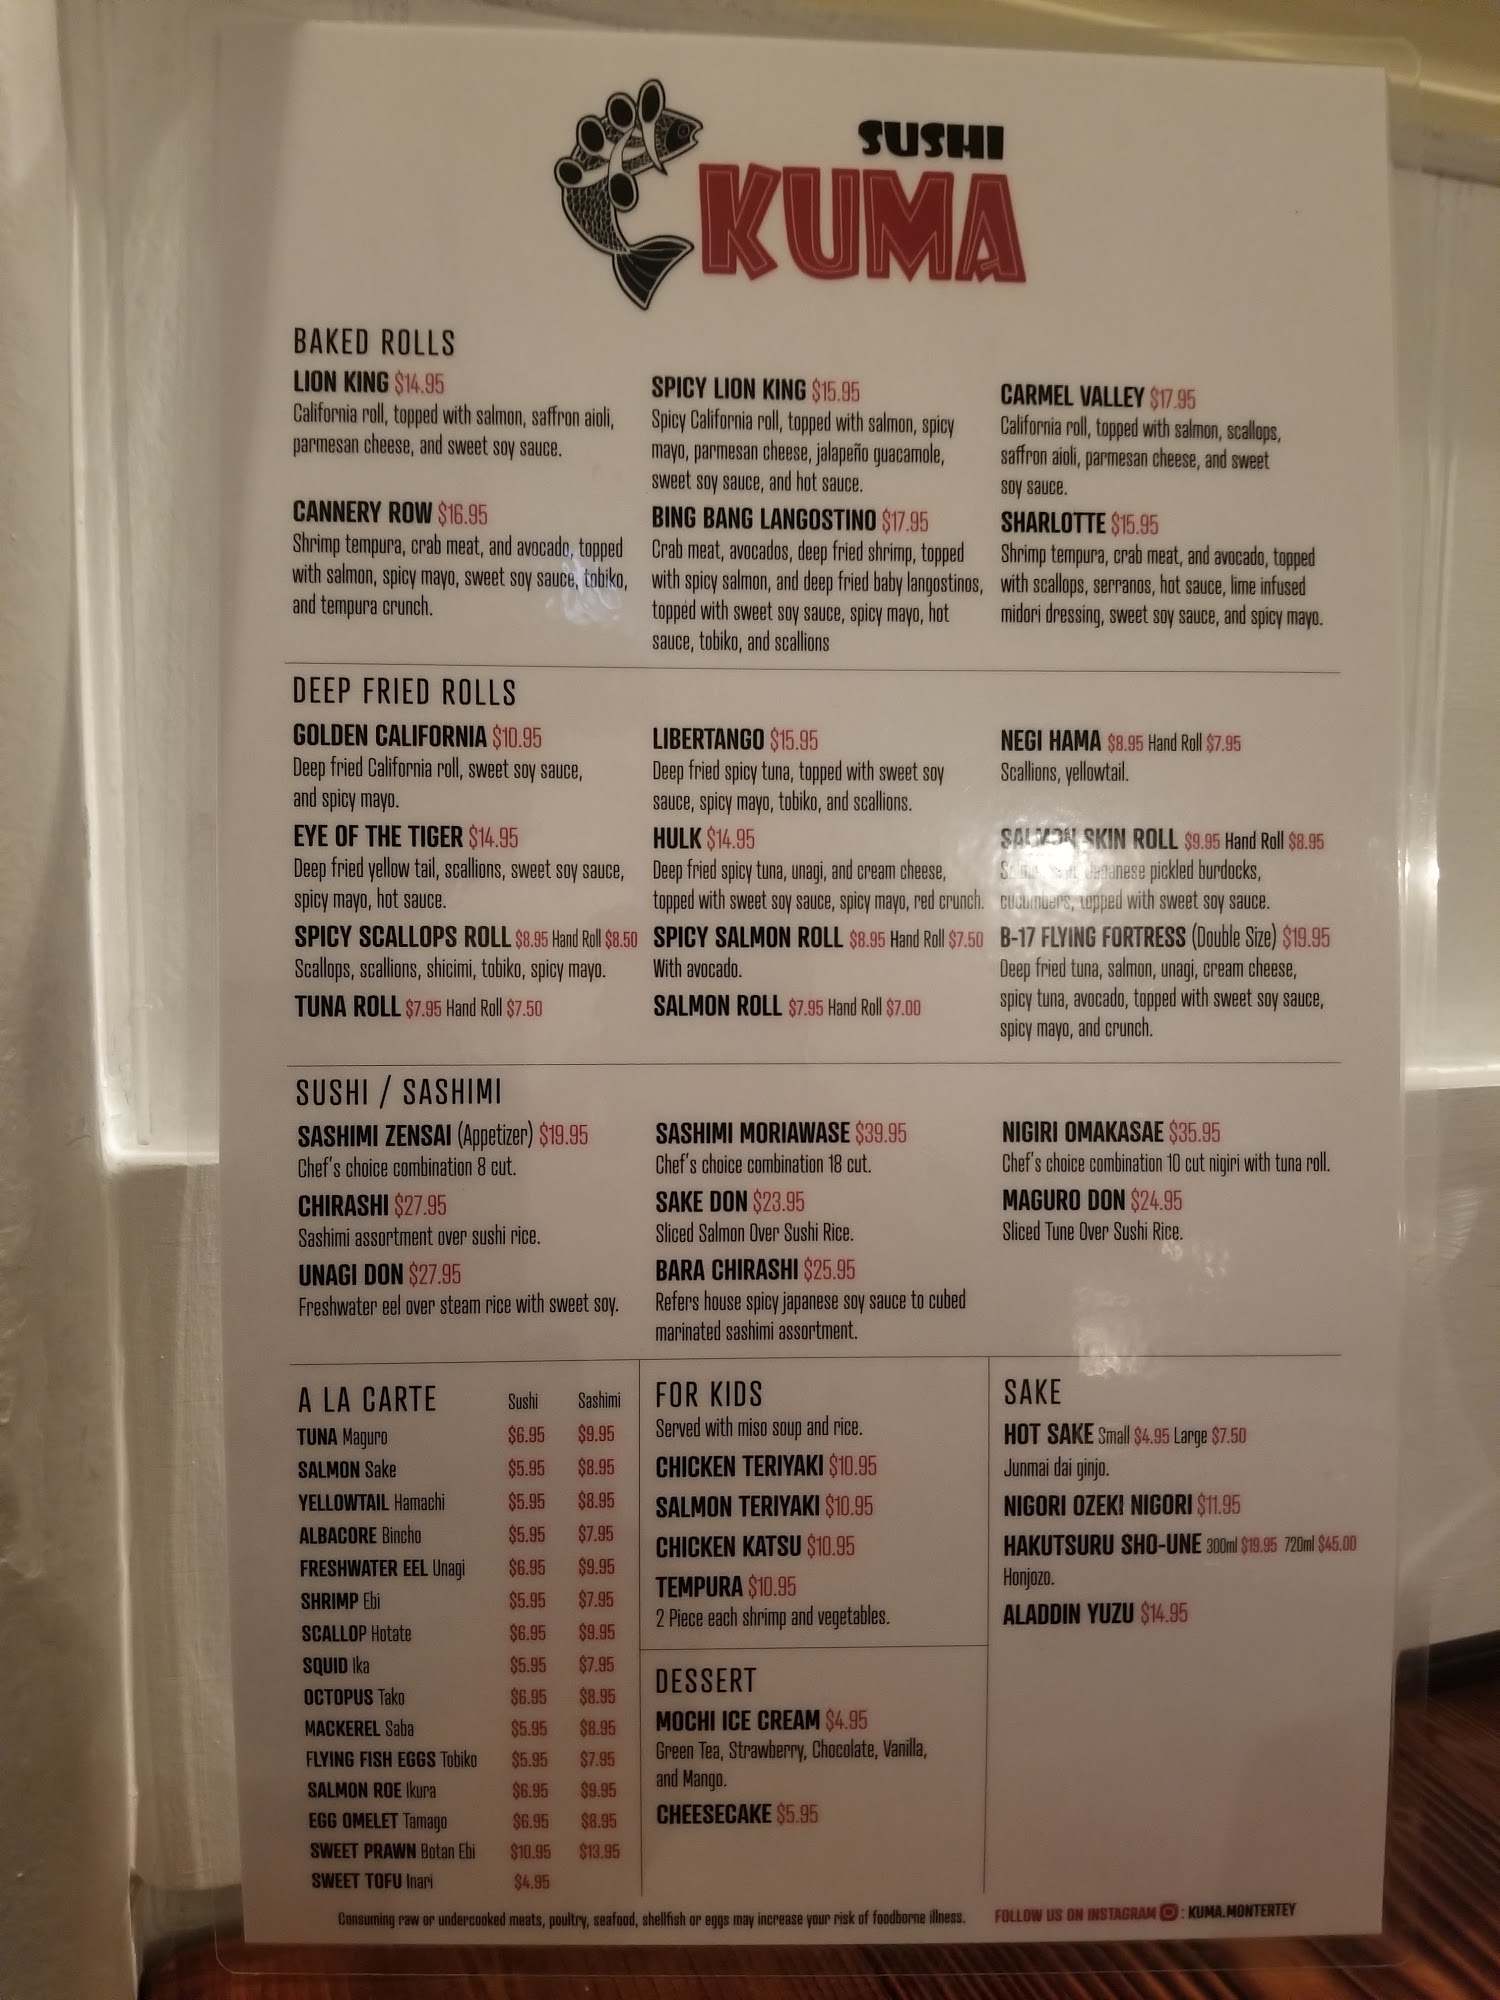 SUSHI
KUMA
BAKED ROLLS
LION KING $14.95
California roll, topped with salmon, saffron aioli,
parmesan cheese, and sweet soy sauce.
SPICY LION KING $15.95
Spicy California roll, topped with salmon, spicy
mayo, parmesan cheese, jalapeño guacamole,
sweet soy sauce, and hot sauce.
CARMEL VALLEY $17.95
California roll, topped with salmon, scallops,
saffron aioli, parmesan cheese, and sweet
soy sauce.
CANNERY ROW $16.95
Shrimp tempura, crab meat, and avocado, topped
with salmon, spicy mayo, sweet soy sauce, tobiko,
and tempura crunch.
BING BANG LANGOSTINO $17.95
Crab meat, avocados, deep fried shrimp, topped
with spicy salmon, and deep fried baby langostinos,
topped with sweet soy sauce, spicy mayo, hot
sauce, tobiko, and scallions
SHARLOTTE $15.95
Shrimp tempura, crab meat, and avocado, topped
with scallops, serranos, hot sauce, lime infused
midori dressing, sweet soy sauce, and spicy mayo.
DEEP FRIED ROLLS
GOLDEN CALIFORNIA $10.95
Deep fried California roll, sweet soy sauce,
and spicy mayo.
LIBERTANGO $15.95
Deep fried spicy tuna, topped with sweet soy
sauce, spicy mayo, tobiko, and scallions.
NEGI HAMA $8.95 Hand Roll $7.95
Scallions, yellowtail.
EYE OF THE TIGER $14.95
Deep fried yellow tail, scallions, sweet soy sauce,
spicy mayo, hot sauce.
HULK $14.95
Deep fried spicy tuna, unagi, and cream cheese,
topped with sweet soy sauce, spicy mayo, red crunch.
SALMON SKIN ROLL $9.95 Hand Roll $8.95
Japanese pickled burdocks,
cucumbers, topped with sweet soy sauce.
SPICY SCALLOPS ROLL $8.95 Hand Roll $8.50
Scallops, scallions, shicimi, tobiko, spicy mayo.
SPICY SALMON ROLL $8.95 Hand Roll $7.50
With avocado.
B-17 FLYING FORTRESS (Double Size) $19.95
Deep fried tuna, salmon, unagi, cream cheese,
spicy tuna, avocado, topped with sweet soy sauce,
spicy mayo, and crunch.
TUNA ROLL $7.95 Hand Roll $7.50
SALMON ROLL $7.95 Hand Roll $7.00
SUSHI / SASHIMI
SASHIMI ZENSAI (Appetizer) $19.95
Chef's choice combination 8 cut.
SASHIMI MORIAWASE $39.95
Chef's choice combination 18 cut.
NIGIRI OMAKASAE $35.95
Chef's choice combination 10 cut nigiri with tuna roll.
CHIRASHI $27.95
Sashimi assortment over sushi rice.
SAKE DON $23.95
Sliced Salmon Over Sushi Rice.
MAGURO DON $24.95
Sliced Tune Over Sushi Rice.
UNAGI DON $27.95
Freshwater eel over steam rice with sweet soy.
BARA CHIRASHI $25.95
Refers house spicy japanese soy sauce to cubed
marinated sashimi assortment.
A LA CARTE Sushi Sashimi
TUNA Maguro $6.95 $9.95
SALMON Sake $5.95 $8.95
YELLOWTAIL Hamachi $5.95 $8.95
ALBACORE Bincho $5.95 $7.95
FRESHWATER EEL Unagi $6.95 $9.95
SHRIMP Ebi $5.95 $7.95
SCALLOP Hotate $6.95 $9.95
SQUID Ika $5.95 $7.95
OCTOPUS Tako $6.95 $8.95
MACKEREL Saba $5.95 $8.95
FLYING FISH EGGS Tobiko $5.95 $7.95
SALMON ROE Ikura $6.95 $9.95
EGG OMELET Tamago $6.95 $8.95
SWEET PRAWN Botan Ebi $10.95 $13.95
SWEET TOFU Inari $4.95
FOR KIDS
Served with miso soup and rice.
CHICKEN TERIYAKI $10.95
SALMON TERIYAKI $10.95
CHICKEN KATSU $10.95
TEMPURA $10.95
2 Piece each shrimp and vegetables.
DESSERT
MOCHI ICE CREAM $4.95
Green Tea, Strawberry, Chocolate, Vanilla,
and Mango.
CHEESECAKE $5.95
SAKE
HOT SAKE Small $4.95 Large $7.50
Junmai dai ginjo.
NIGORI OZEKI NIGORI $11.95
HAKUTSURU SHO-UNE 300ml $19.95 720ml $45.00
Honjozo.
ALADDIN YUZU $14.95
Consuming raw or undercooked meats, poultry, seafood, shellfish or eggs may increase your risk of foodborne illness.
FOLLOW US ON INSTAGRAM : KUMA.MONTERTEY